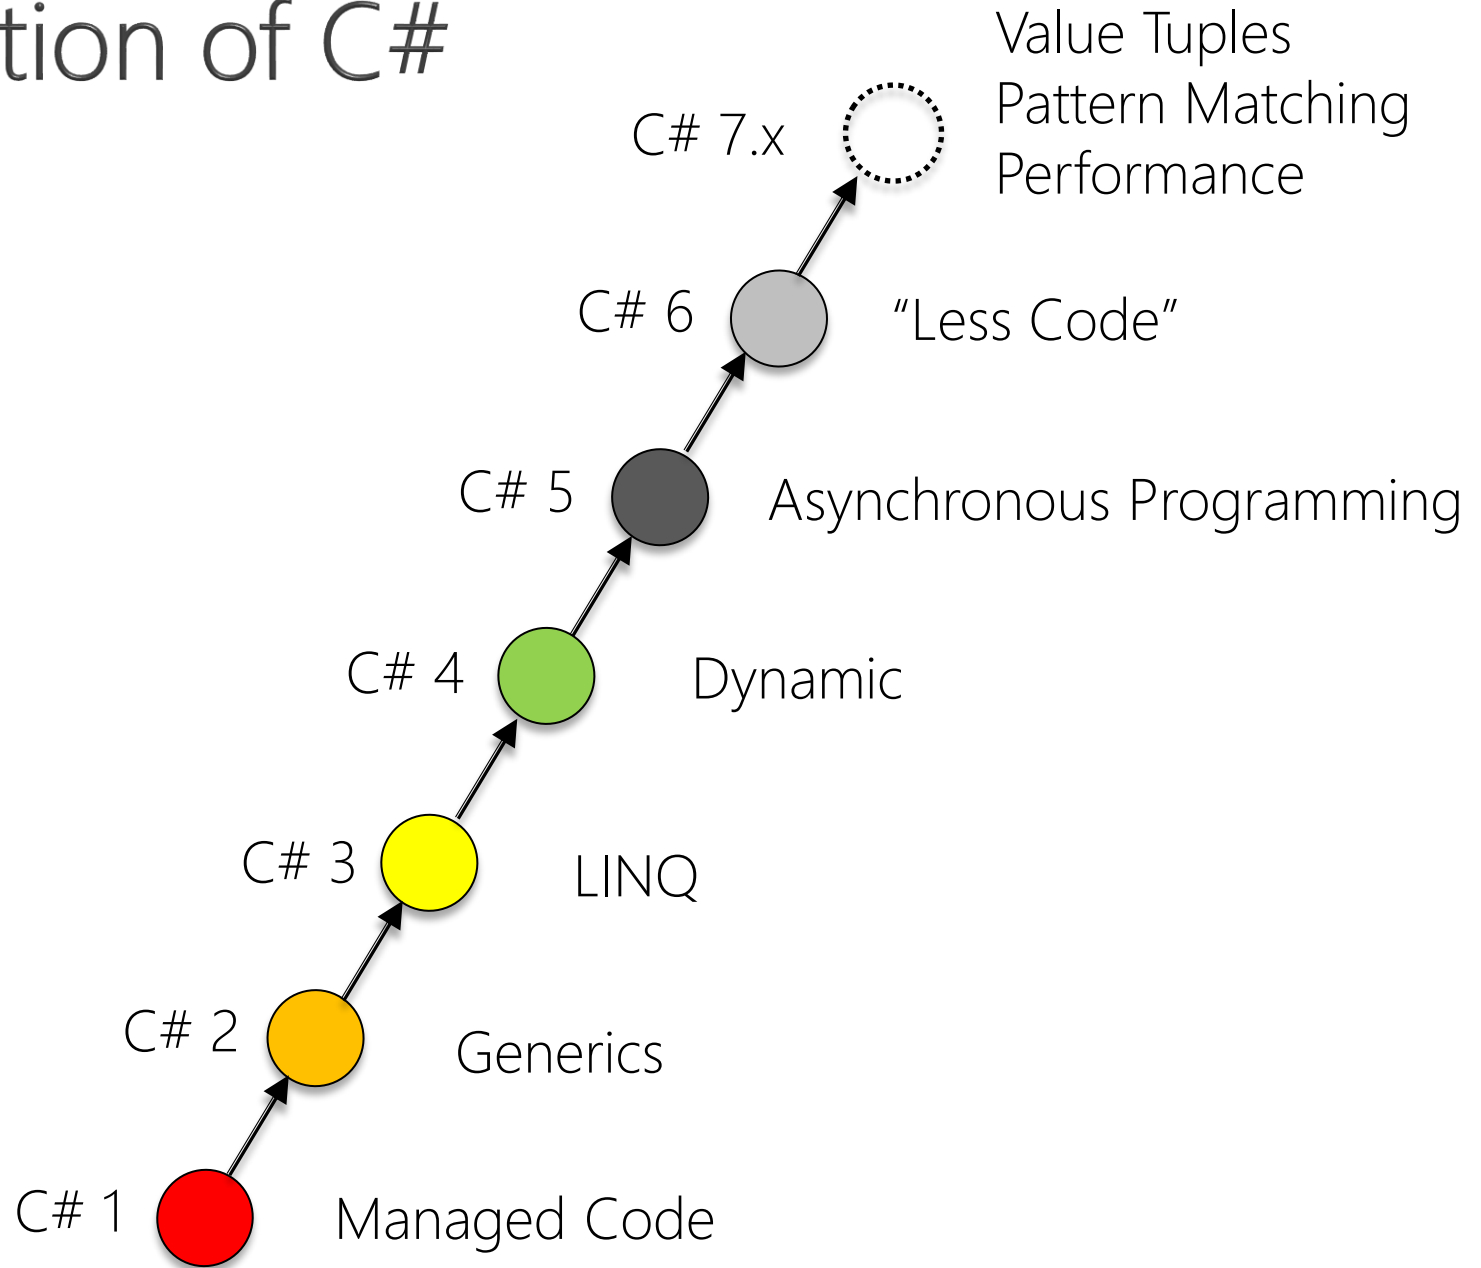 tion of C#
Value Tuples
C# 7.x
Pattern Matching
Performance
C# 6
“Less Code”
C# 5
Asynchronous Programming
C# 4
Dynamic
C# 3
LINQ
C# 2
Generics
C# 1
Managed Code